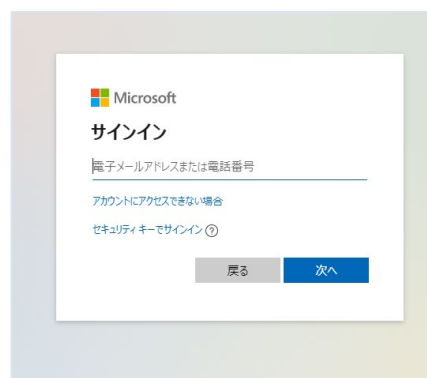 Microsoft
サインイン
電子メールアドレスまたは電話番号
アカウントにアクセスできない場合
セキュリティ キーでサインイン ?
戻る 次へ